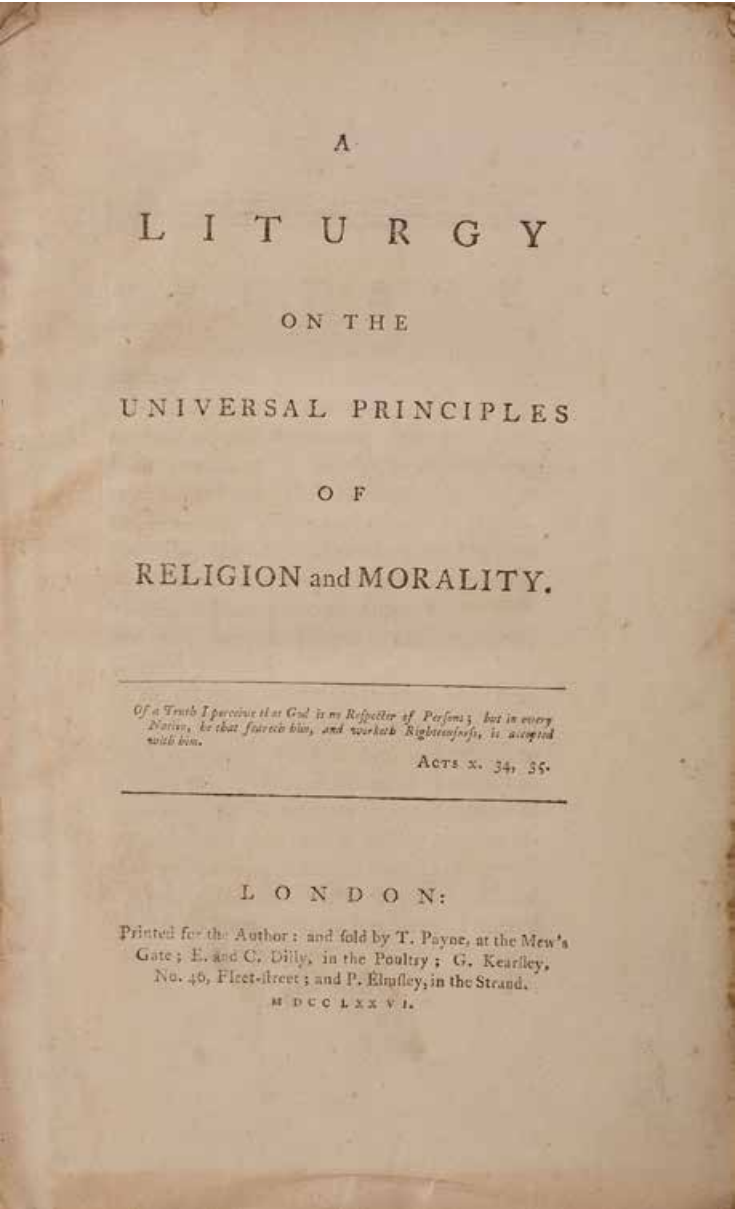 A
LITURGY
ON THE
UNIVERSAL PRINCIPLES
OF
RELIGION and MORALITY.
Of a Truth I perceive that God is no Reſpecter of Perſons; but in every
Nation, he that feareth him, and worketh Righteouſneſs, is accepted
with him.
ACTS x. 34, 35.
LONDON:
Printed for the Author: and ſold by T. Payne, at the Mew's
Gate; E. and C. Dilly, in the Poultry; G. Kearſley,
No. 46, Fleet-ſtreet; and P. Elmſley, in the Strand.
MDCCLXXVI.